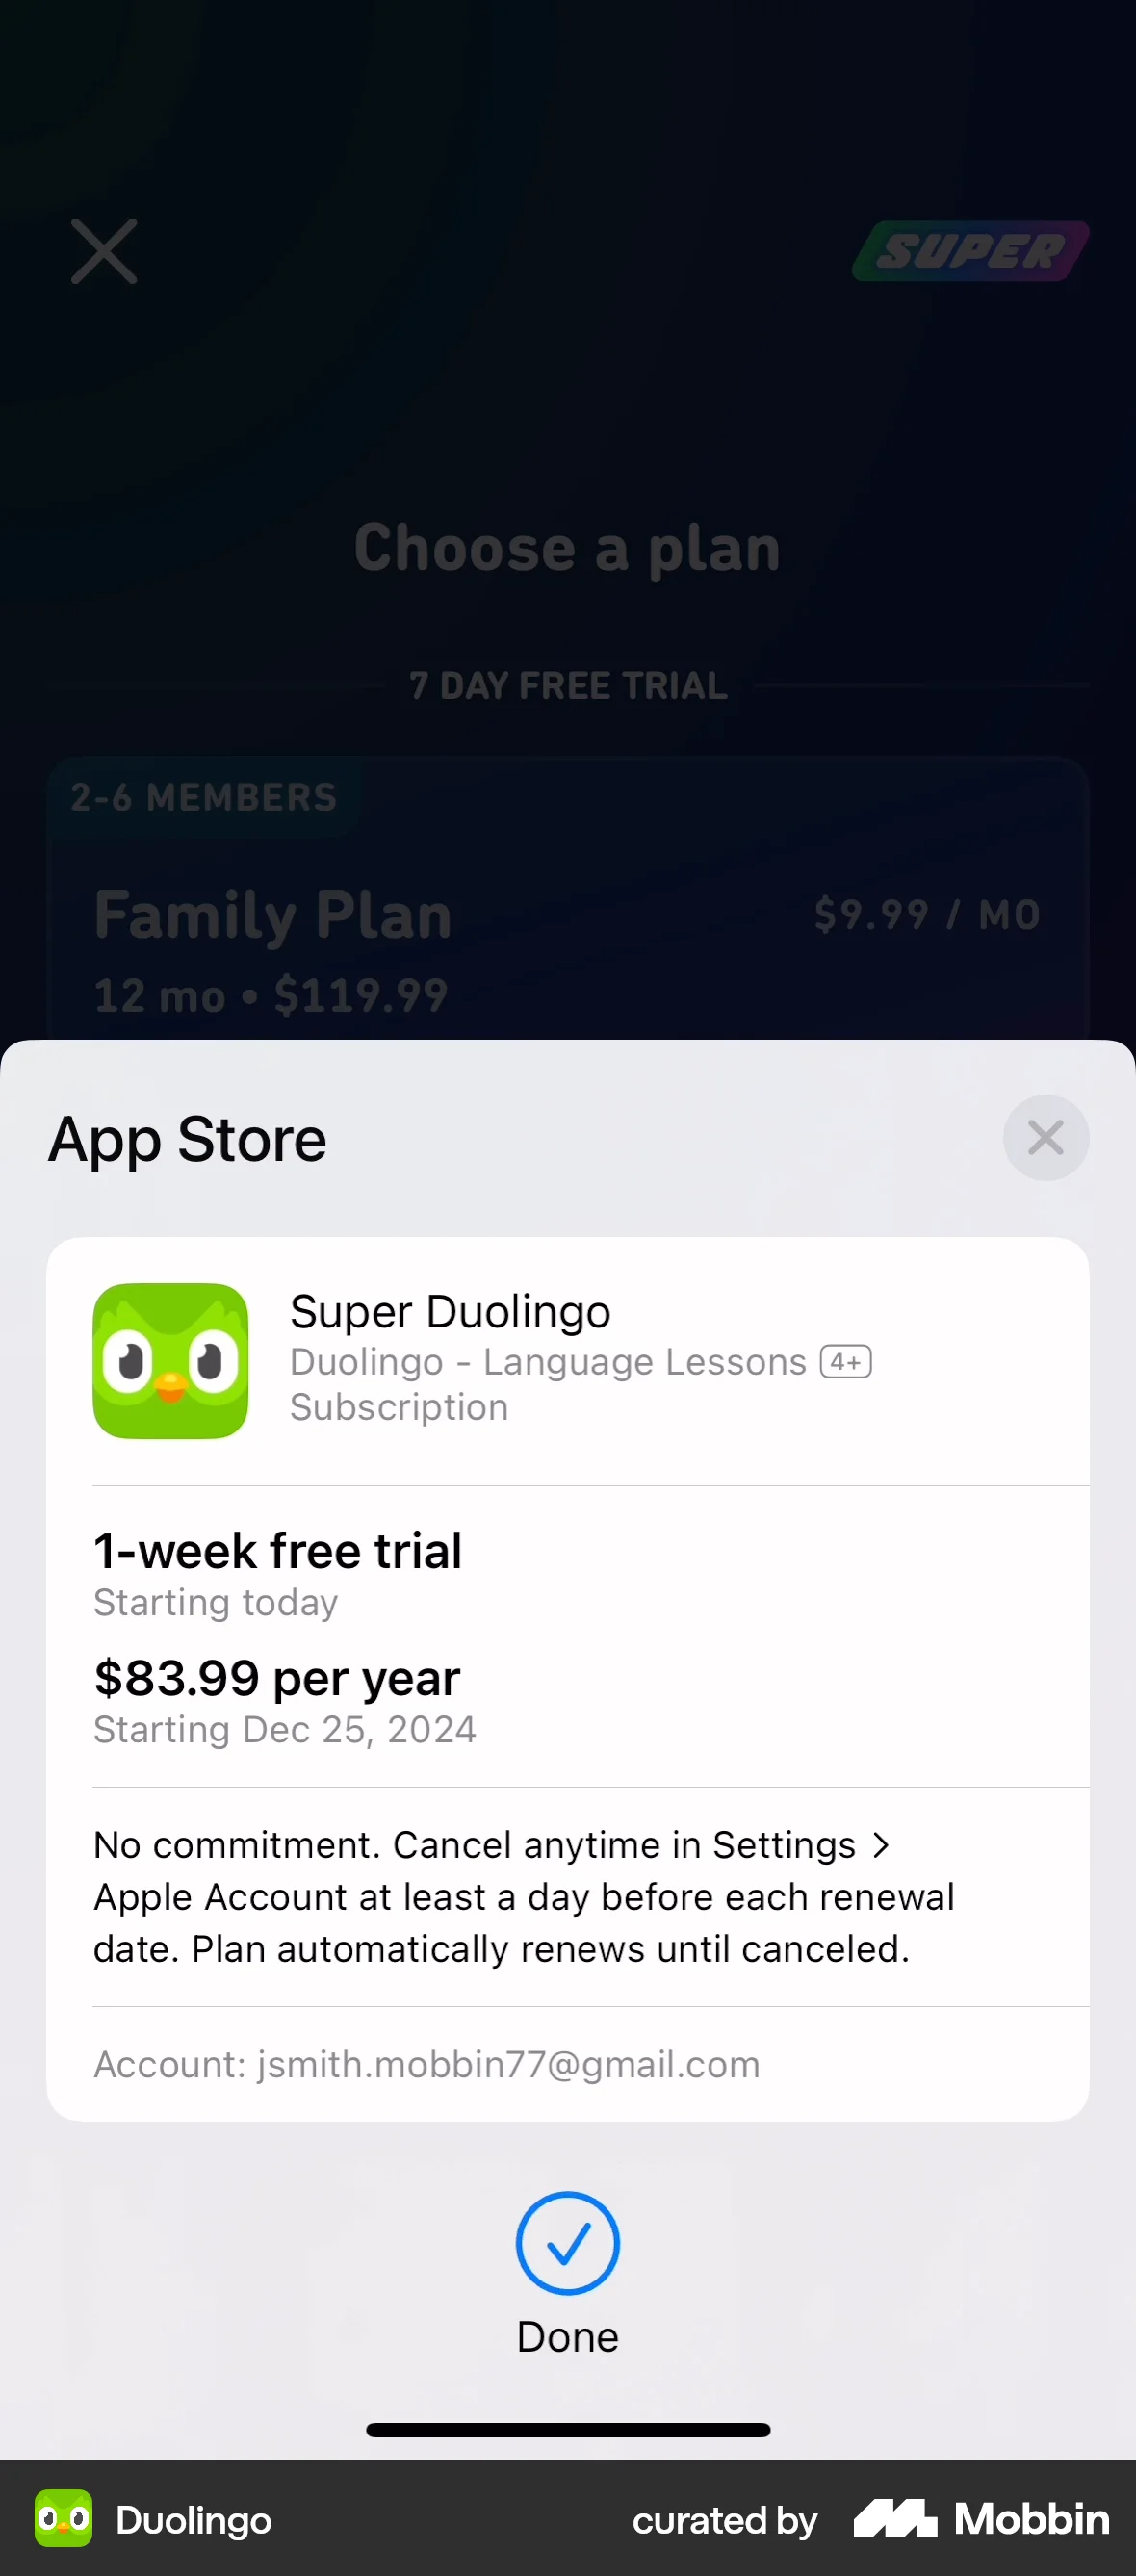 SUPER
Choose a plan
7 DAY FREE TRIAL
2-6 MEMBERS
Family Plan
$9.99 / MO
12 mo • $119.99
App Store
Super Duolingo
Duolingo - Language Lessons 4+
Subscription
1-week free trial
Starting today
$83.99 per year
Starting Dec 25, 2024
No commitment. Cancel anytime in Settings >
Apple Account at least a day before each renewal
date. Plan automatically renews until canceled.
Account: jsmith.mobbin77@gmail.com
Done
Duolingo
curated by Mobbin